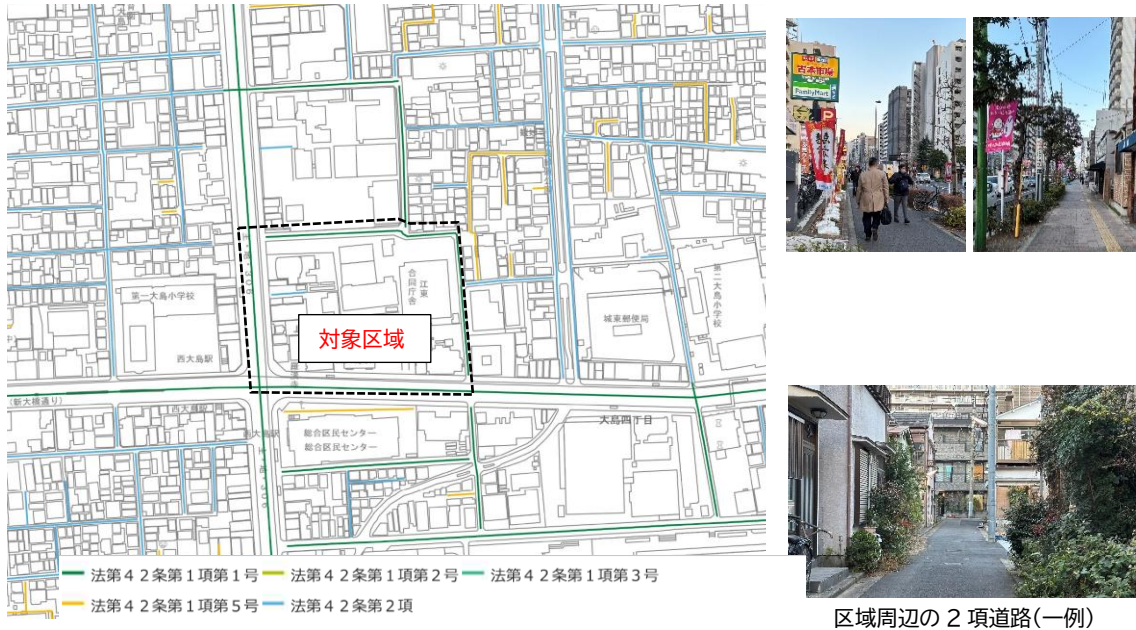 江東
合同庁舎
第一大島小学校
対象区域
西大島駅
城東郵便局
第二大島小学校
(新大橋通り)
西大島駅
大島四丁目
総合区民センター
総合区民センター
法第42条第1項第1号
法第42条第1項第2号
法第42条第1項第3号
法第42条第1項第5号
法第42条第2項
古本市場
FamilyMart
P
区域周辺の2項道路(一例)